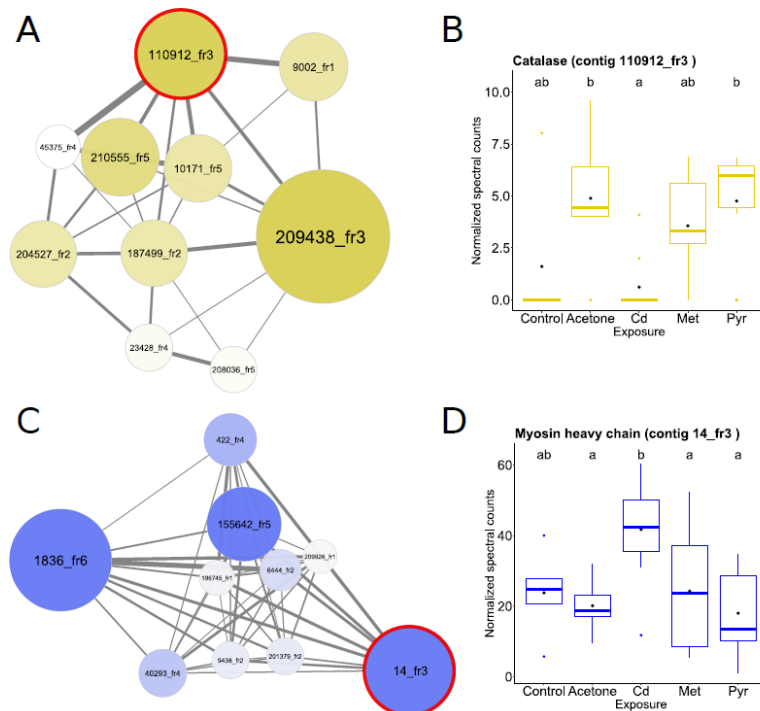 A
110912_fr3
9002_fr1
45375_fr4
210555_fr5
10171_fr5
209438_fr3
204527_fr2
187499_fr2
23428_fr4
208036_fr5
B
Catalase (contig 110912_fr3 )
ab b a ab b
Normalized spectral counts
10.0
7.5
5.0
2.5
0.0
Control Acetone Cd Met Pyr
Exposure
C
422_fr4
155642_fr5
1836_fr6
209926_fr1
6444_fr2
196745_fr1
9438_fr2
201379_fr2
40293_fr4
14_fr3
D
Myosin heavy chain (contig 14_fr3 )
ab a b a a
Normalized spectral counts
60
40
20
0
Control Acetone Cd Met Pyr
Exposure